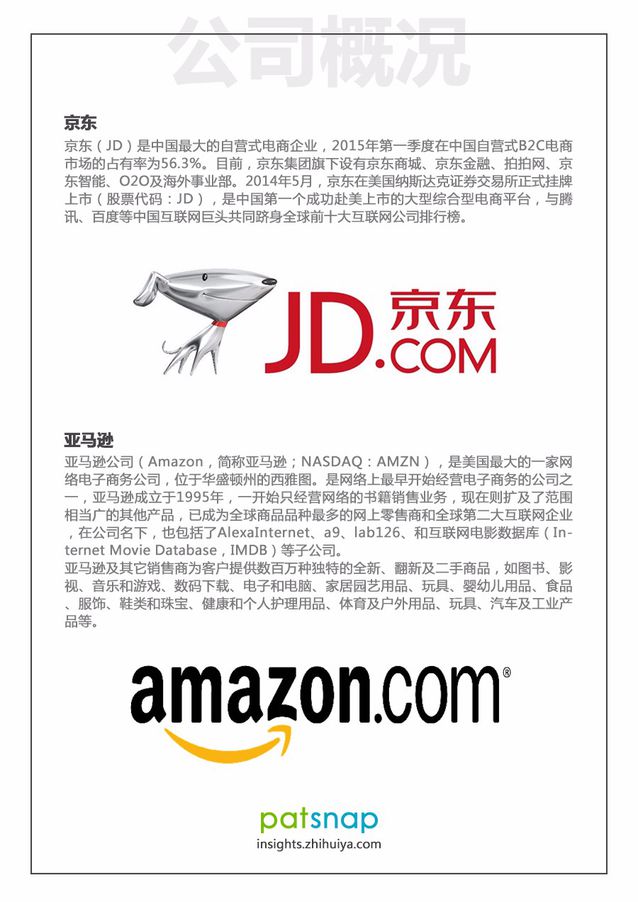 公司概况
京东
京东（JD）是中国最大的自营式电商企业，2015年第一季度在中国自营式B2C电商
市场的占有率为56.3%。目前，京东集团旗下设有京东商城、京东金融、拍拍网、京
东智能、O2O及海外事业部。2014年5月，京东在美国纳斯达克证券交易所正式挂牌
上市（股票代码：JD），是中国第一个成功赴美上市的大型综合型电商平台，与腾
讯、百度等中国互联网巨头共同跻身全球前十大互联网公司排行榜。
JD.京东
.COM
亚马逊
亚马逊公司（Amazon，简称亚马逊；NASDAQ：AMZN），是美国最大的一家网
络电子商务公司，位于华盛顿州的西雅图。是网络上最早开始经营电子商务的公司之
一，亚马逊成立于1995年，一开始只经营网络的书籍销售业务，现在则扩及了范围
相当广的其他产品，已成为全球商品品种最多的网上零售商和全球第二大互联网企业
，在公司名下，也包括了AlexaInternet、a9、lab126、和互联网电影数据库（In-
ternet Movie Database，IMDB）等子公司。
亚马逊及其它销售商为客户提供数百万种独特的全新、翻新及二手商品，如图书、影
视、音乐和游戏、数码下载、电子和电脑、家居园艺用品、玩具、婴幼儿用品、食品
、服饰、鞋类和珠宝、健康和个人护理用品、体育及户外用品、玩具、汽车及工业产
品等。
amazon.com®
patsnap
insights.zhihuiya.com